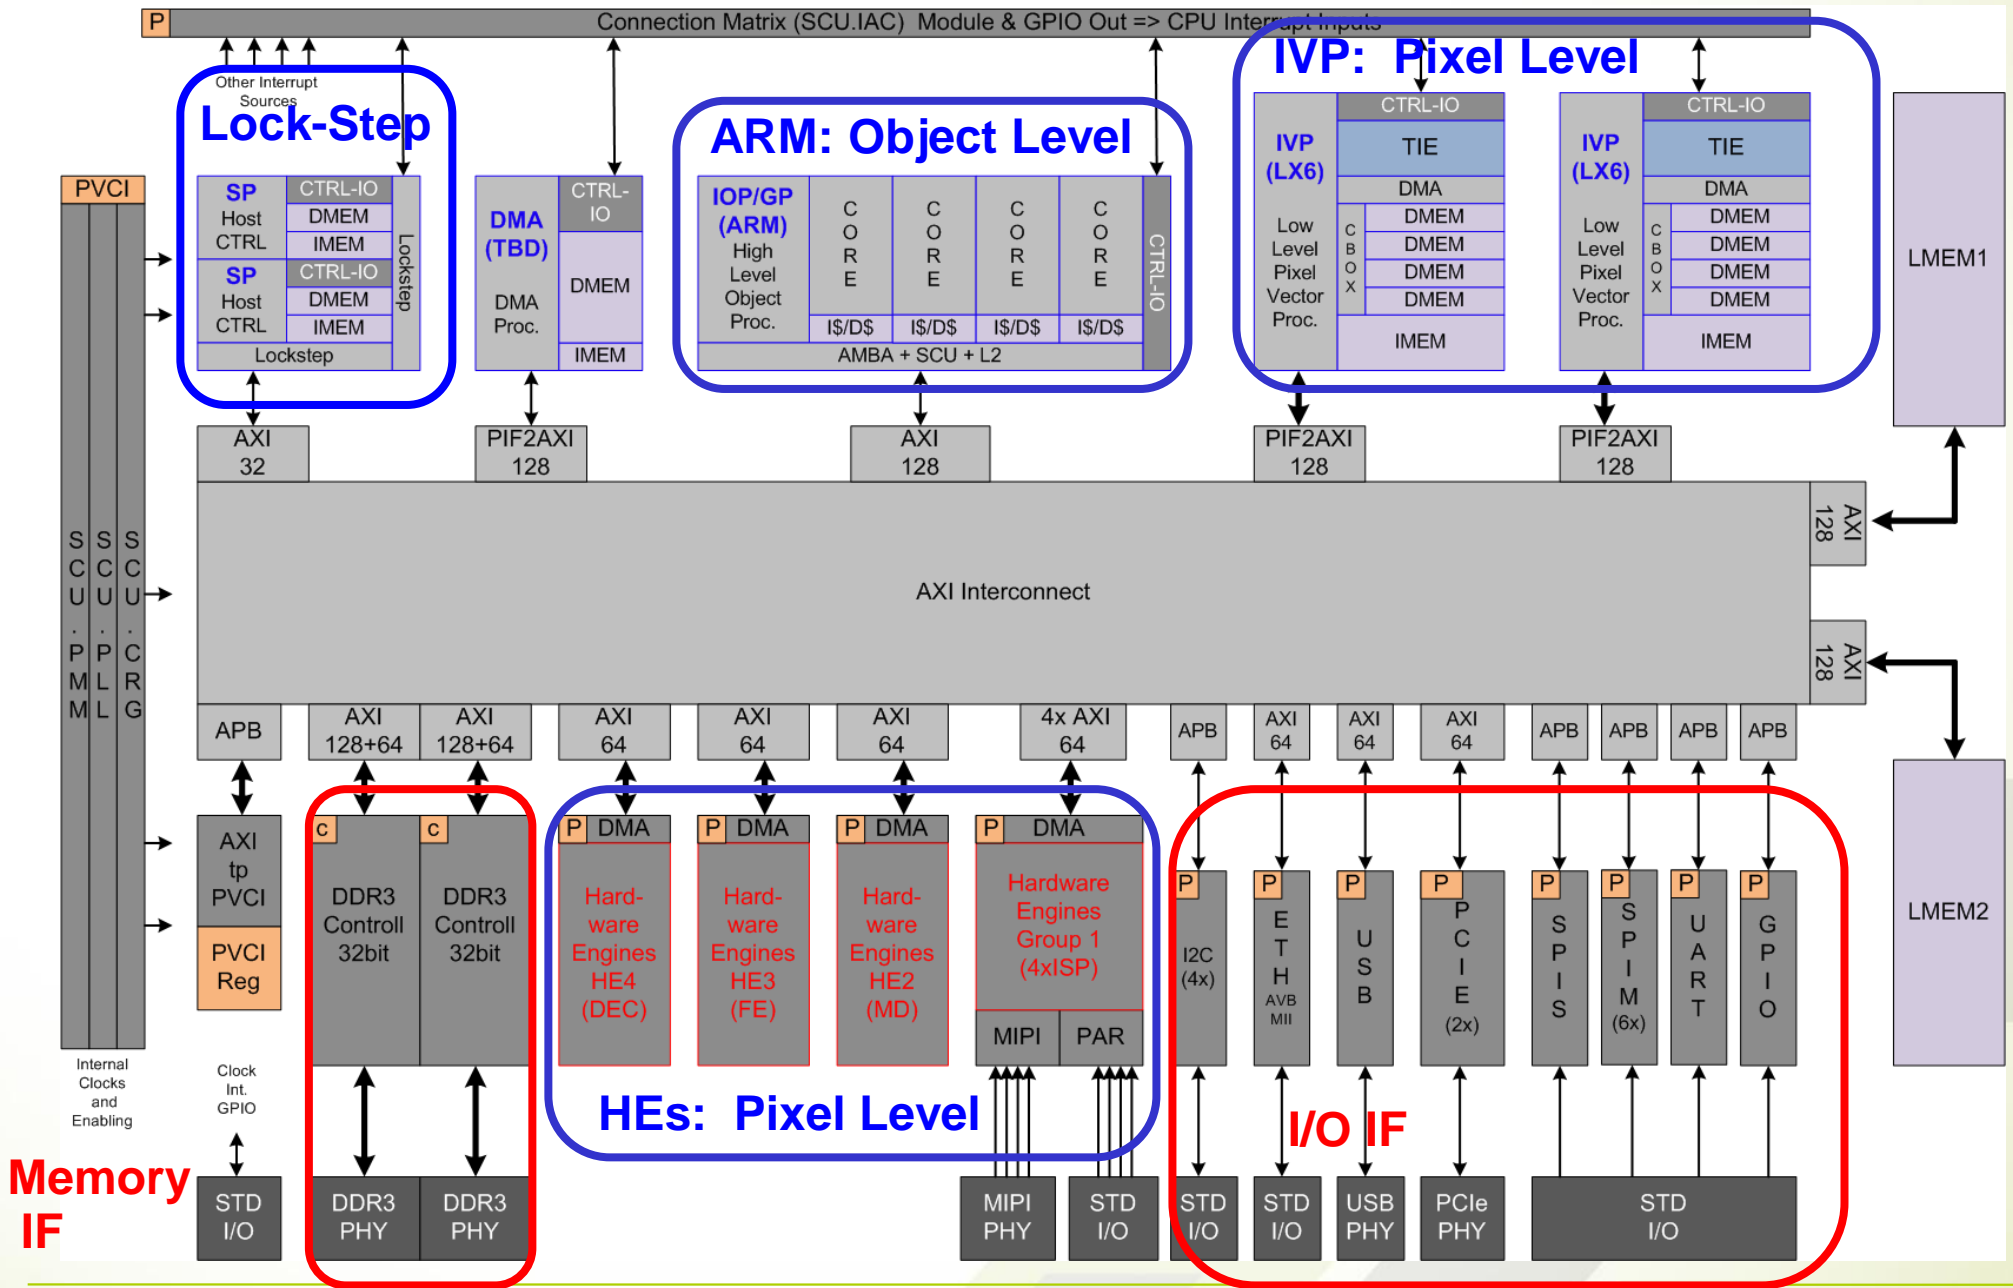 P
Connection Matrix (SCU.IAC)  Module & GPIO Out => CPU Interrupt Inputs
Other Interrupt
Sources
Lock-Step
ARM: Object Level
IVP:  Pixel Level
PVCI
SCU.PMM
SCU.PLL
SCU.CRG
Internal
Clocks
and
Enabling
SP
Host
CTRL
CTRL-IO
DMEM
IMEM
SP
Host
CTRL
CTRL-IO
DMEM
IMEM
Lockstep
Lockstep
DMA
(TBD)
DMA
Proc.
CTRL-
IO
DMEM
IMEM
IOP/GP
(ARM)
High
Level
Object
Proc.
CORE
CORE
CORE
CORE
I$/D$
I$/D$
I$/D$
I$/D$
AMBA + SCU + L2
CTRL-IO
IVP
(LX6)
Low
Level
Pixel
Vector
Proc.
CTRL-IO
TIE
DMA
CBOX
DMEM
DMEM
DMEM
DMEM
IMEM
IVP
(LX6)
Low
Level
Pixel
Vector
Proc.
CTRL-IO
TIE
DMA
CBOX
DMEM
DMEM
DMEM
DMEM
IMEM
LMEM1
AXI
32
PIF2AXI
128
AXI
128
PIF2AXI
128
PIF2AXI
128
AXI
128
AXI Interconnect
AXI
128
APB
AXI
128+64
AXI
128+64
AXI
64
AXI
64
AXI
64
4x AXI
64
APB
AXI
64
AXI
64
AXI
64
APB
APB
APB
APB
AXI
tp
PVCI
PVCI
Reg
c
DDR3
Controll
32bit
c
DDR3
Controll
32bit
P
DMA
Hard-
ware
Engines
HE4
(DEC)
P
DMA
Hard-
ware
Engines
HE3
(FE)
P
DMA
Hard-
ware
Engines
HE2
(MD)
P
DMA
Hardware
Engines
Group 1
(4xISP)
MIPI
PAR
P
I2C
(4x)
P
ETH
AVB
MII
P
USB
P
PCIE
(2x)
P
SPIS
P
SPIM
(6x)
P
UART
P
GPIO
LMEM2
Clock
Int.
GPIO
HEs:  Pixel Level
I/O IF
Memory
IF
STD
I/O
DDR3
PHY
DDR3
PHY
MIPI
PHY
STD
I/O
STD
I/O
STD
I/O
USB
PHY
PCIe
PHY
STD
I/O